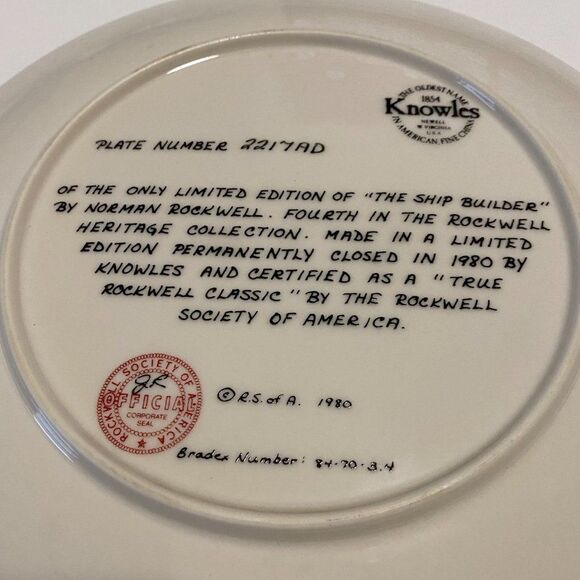 THE OLDEST NAME
1854
Knowles
NEWELL
W VIRGINIA
U.S.A.
IN AMERICAN FINE CHINA
PLATE NUMBER 2217AD
OF THE ONLY LIMITED EDITION OF "THE SHIP BUILDER"
BY NORMAN ROCKWELL. FOURTH IN THE ROCKWELL
HERITAGE COLLECTION. MADE IN A LIMITED
EDITION PERMANENTLY CLOSED IN 1980 BY
KNOWLES AND CERTIFIED AS A "TRUE
ROCKWELL CLASSIC" BY THE ROCKWELL
SOCIETY OF AMERICA.
ROCKWELL SOCIETY OF AMERICA
OFFICIAL
CORPORATE
SEAL
© R.S. of A. 1980
Bradex Number: 84-70-3.4